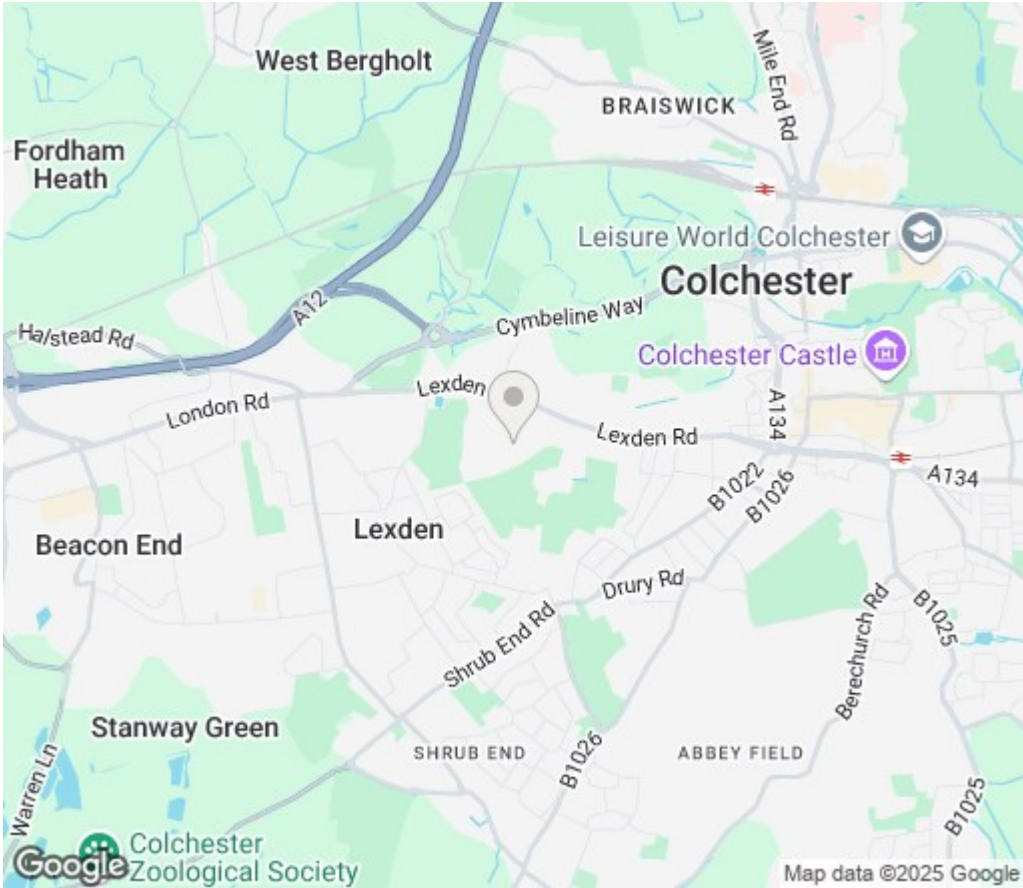 West Bergholt
Mile End Rd
BRAISWICK
Fordham
Heath
Leisure World Colchester
Colchester
A12
Halstead Rd
Cymbeline Way
Colchester Castle
London Rd
Lexden
Lexden Rd
A134
A134
B1022
B1026
Lexden
Beacon End
Drury Rd
Shrub End Rd
Berechurch Rd
B1025
Stanway Green
SHRUB END
B1026
ABBEY FIELD
Warren Ln
B1025
Colchester
Zoological Society
Google
Map data ©2025 Google